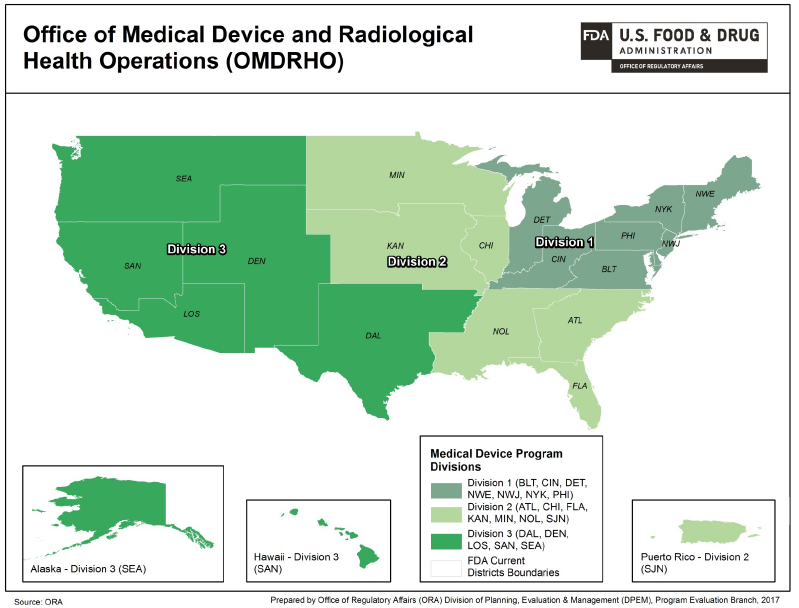 Office of Medical Device and Radiological
Health Operations (OMDRHO)
FDA
U.S. FOOD & DRUG
ADMINISTRATION
OFFICE OF REGULATORY AFFAIRS
SEA
MIN
NWE
NYK
DET
PHI
NWJ
Division 3
Division 2
Division 1
SAN
DEN
KAN
CHI
CIN
BLT
LOS
DAL
NOL
ATL
FLA
Medical Device Program
Divisions
Division 1 (BLT, CIN, DET,
NWE, NWJ, NYK, PHI)
Division 2 (ATL, CHI, FLA,
KAN, MIN, NOL, SJN)
Division 3 (DAL, DEN,
LOS, SAN, SEA)
FDA Current
Districts Boundaries
Alaska - Division 3 (SEA)
Hawaii - Division 3
(SAN)
Puerto Rico - Division 2
(SJN)
Source: ORA
Prepared by Office of Regulatory Affairs (ORA) Division of Planning, Evaluation & Management (DPEM), Program Evaluation Branch, 2017